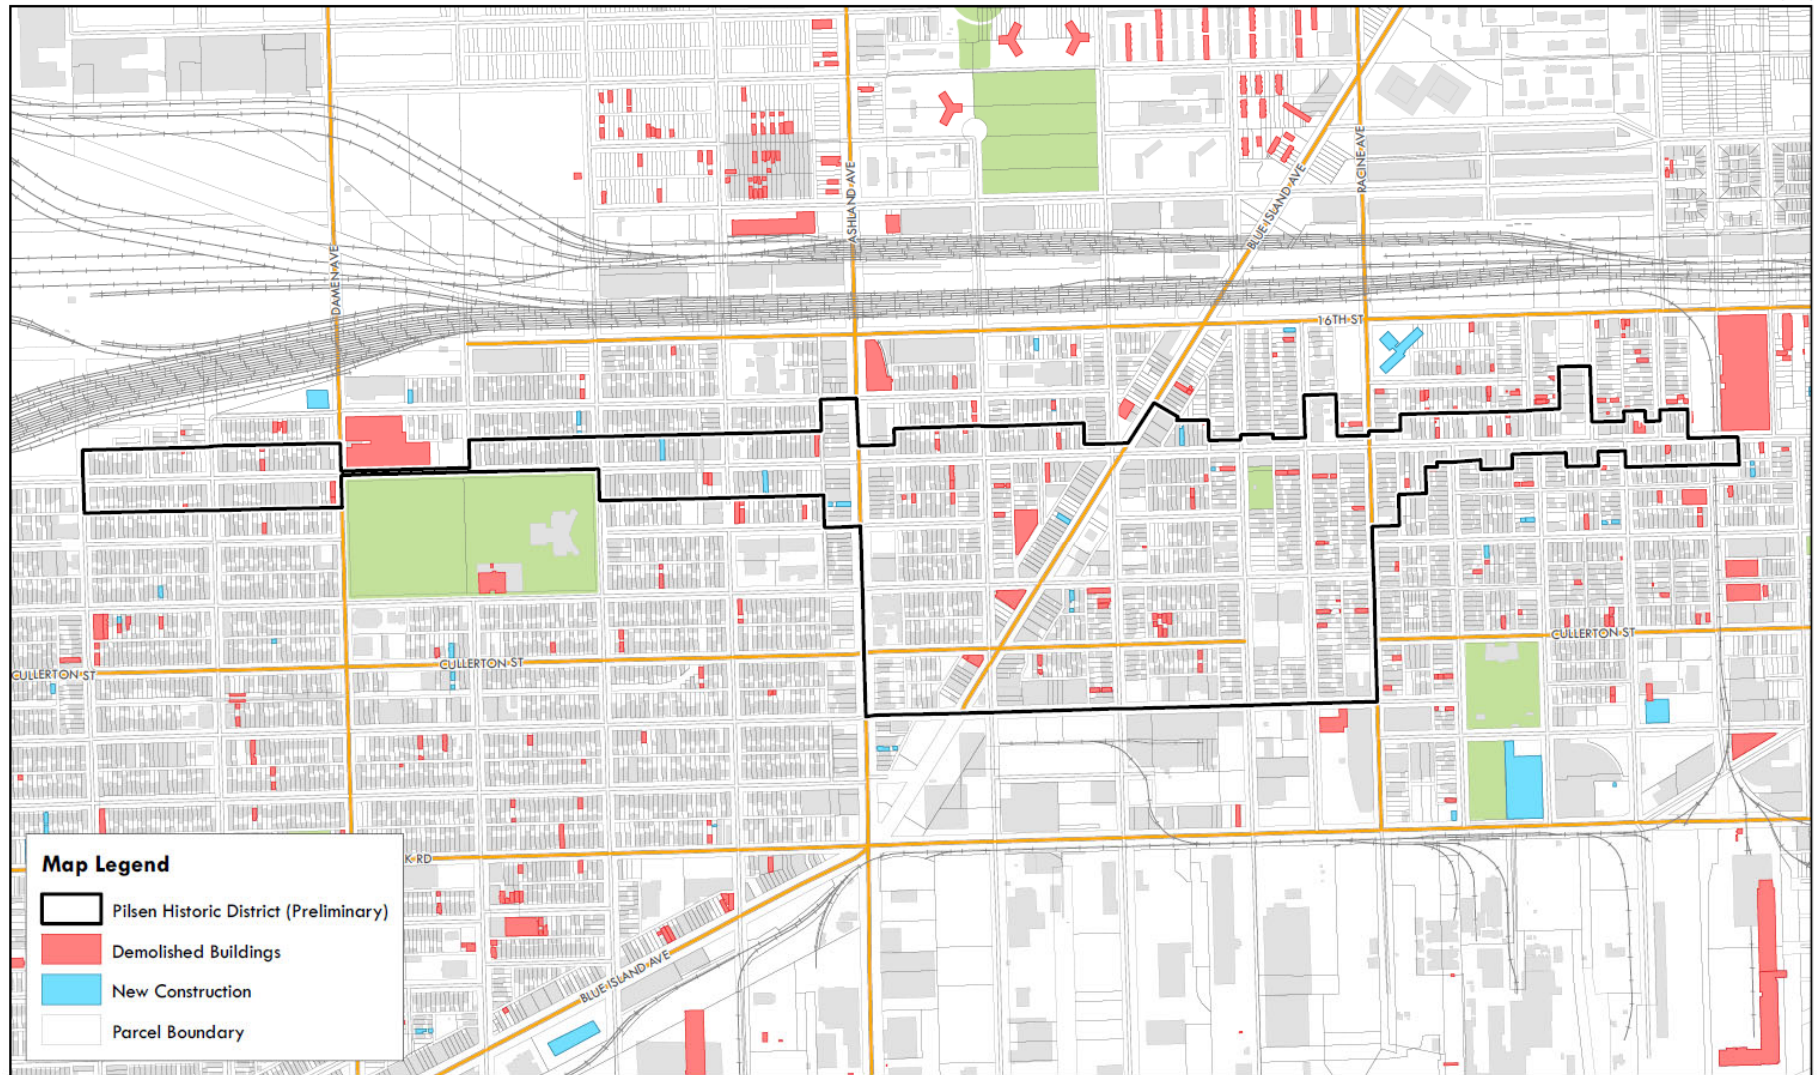 ASHLAND AVE
RACINE AVE
BLUE ISLAND AVE
DAMEN AVE
16TH ST
CULLERTON ST
CULLERTON ST
CULLERTON ST
K RD
BLUE ISLAND AVE
Map Legend
Pilsen Historic District (Preliminary)
Demolished Buildings
New Construction
Parcel Boundary